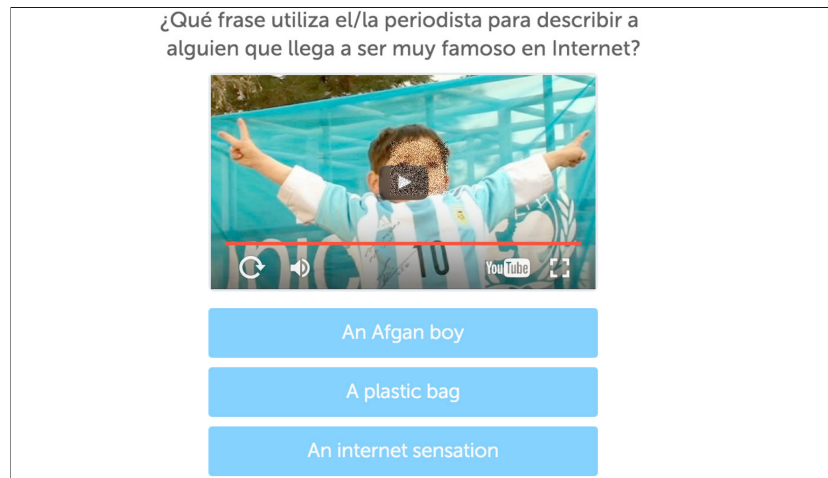 ¿Qué frase utiliza el/la periodista para describir a
alguien que llega a ser muy famoso en Internet?
10
nic
YouTube
An Afgan boy
A plastic bag
An internet sensation